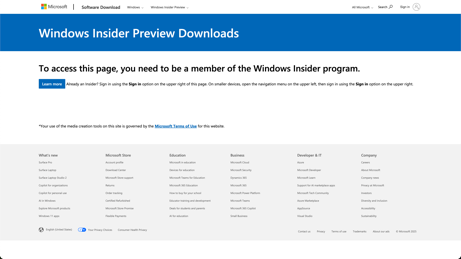 Microsoft Software Download Windows Windows Insider Preview All Microsoft Search Sign in
Windows Insider Preview Downloads
To access this page, you need to be a member of the Windows Insider program.
Learn more Already an Insider? Sign in using the Sign in option on the upper right of this page. On smaller devices, open the navigation menu on the upper left, then sign in using the Sign in option on the upper right.
*Your use of the media creation tools on this site is governed by the Microsoft Terms of Use for this website.
What's new Microsoft Store Education Business Developer & IT Company
Surface Pro Account profile Microsoft in education Microsoft Cloud Azure Careers
Surface Laptop Download Center Devices for education Microsoft Security Microsoft Developer About Microsoft
Surface Laptop Studio 2 Microsoft Store support Microsoft Teams for Education Dynamics 365 Microsoft Learn Company news
Copilot for organizations Returns Microsoft 365 Education Microsoft 365 Support for AI marketplace apps Privacy at Microsoft
Copilot for personal use Order tracking How to buy for your school Microsoft Power Platform Microsoft Tech Community Investors
AI in Windows Certified Refurbished Educator training and development Microsoft Teams Azure Marketplace Diversity and inclusion
Explore Microsoft products Microsoft Store Promise Deals for students and parents Microsoft 365 Copilot AppSource Accessibility
Windows 11 apps Flexible Payments AI for education Small Business Visual Studio Sustainability
English (United States) Your Privacy Choices Consumer Health Privacy Contact us Privacy Terms of use Trademarks About our ads © Microsoft 2025